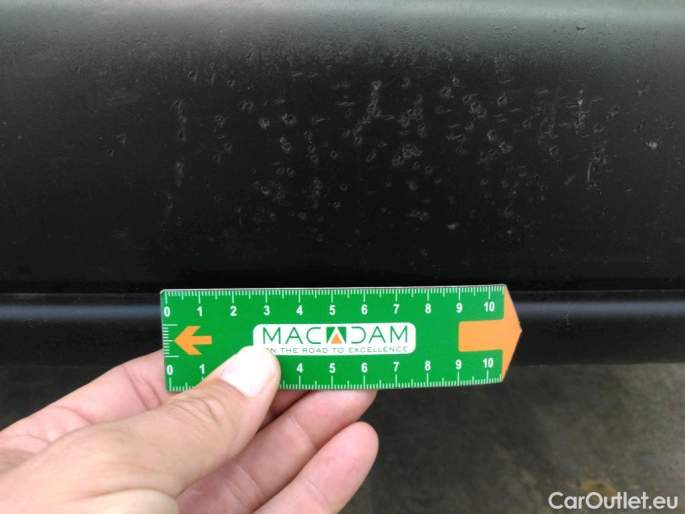 0 1 2 3 4 5 6 7 8 9 10
MACADAM
ON THE ROAD TO EXCELLENCE
0 1 3 4 5 6 7 8 9 10
CarOutlet.eu